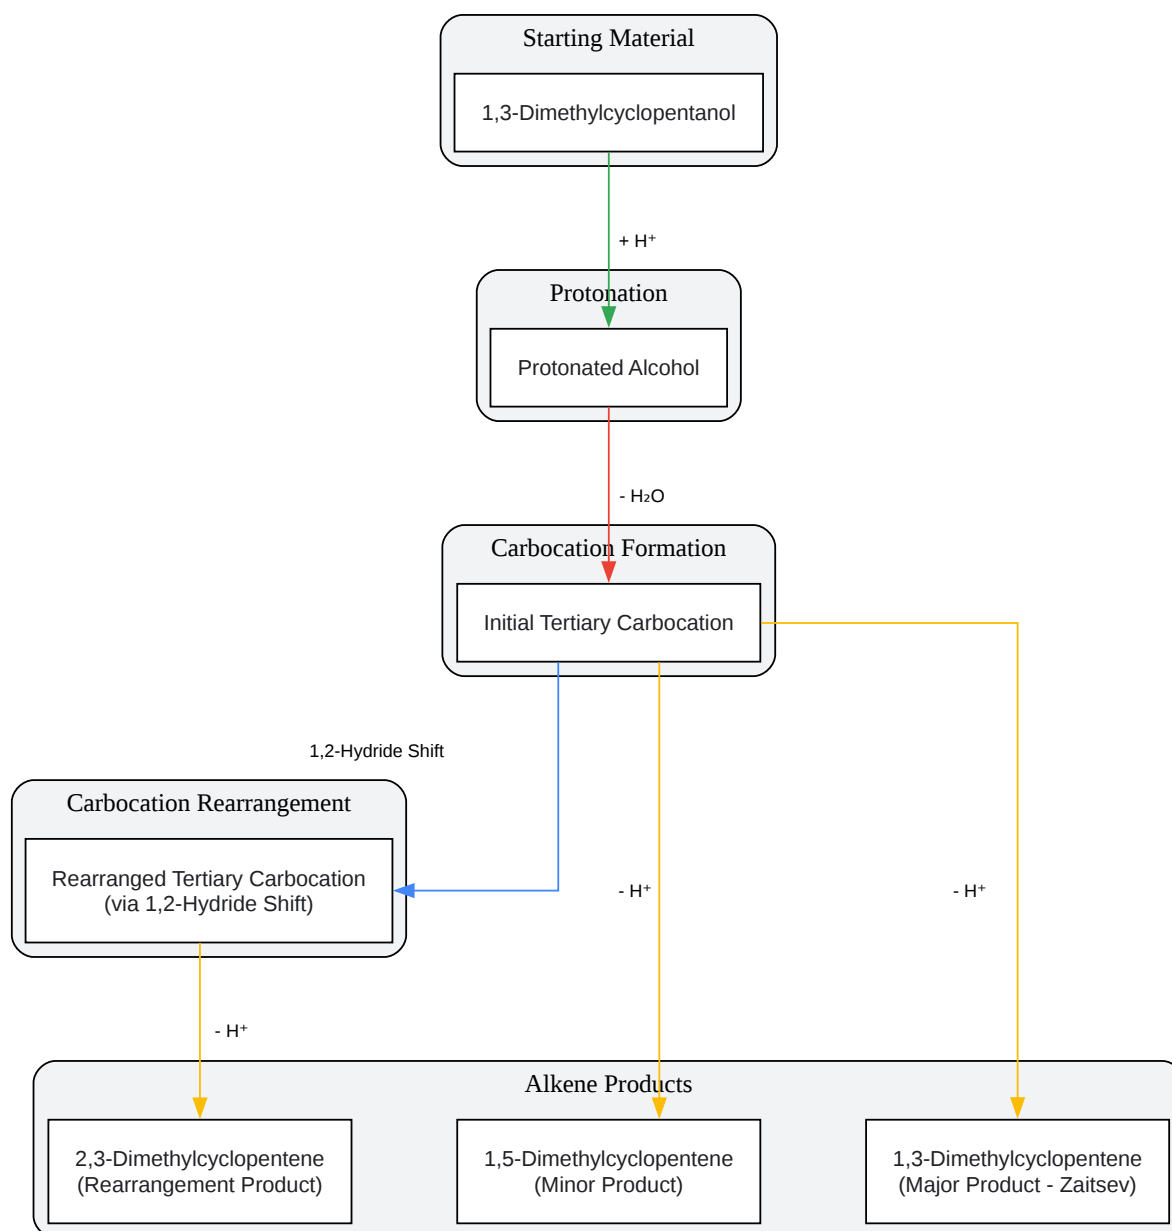 Starting Material
1,3-Dimethylcyclopentanol
+ H⁺
Protonation
Protonated Alcohol
- H₂O
Carbocation Formation
Initial Tertiary Carbocation
1,2-Hydride Shift
Carbocation Rearrangement
Rearranged Tertiary Carbocation
(via 1,2-Hydride Shift)
- H⁺
- H⁺
- H⁺
Alkene Products
2,3-Dimethylcyclopentene
(Rearrangement Product)
1,5-Dimethylcyclopentene
(Minor Product)
1,3-Dimethylcyclopentene
(Major Product - Zaitsev)